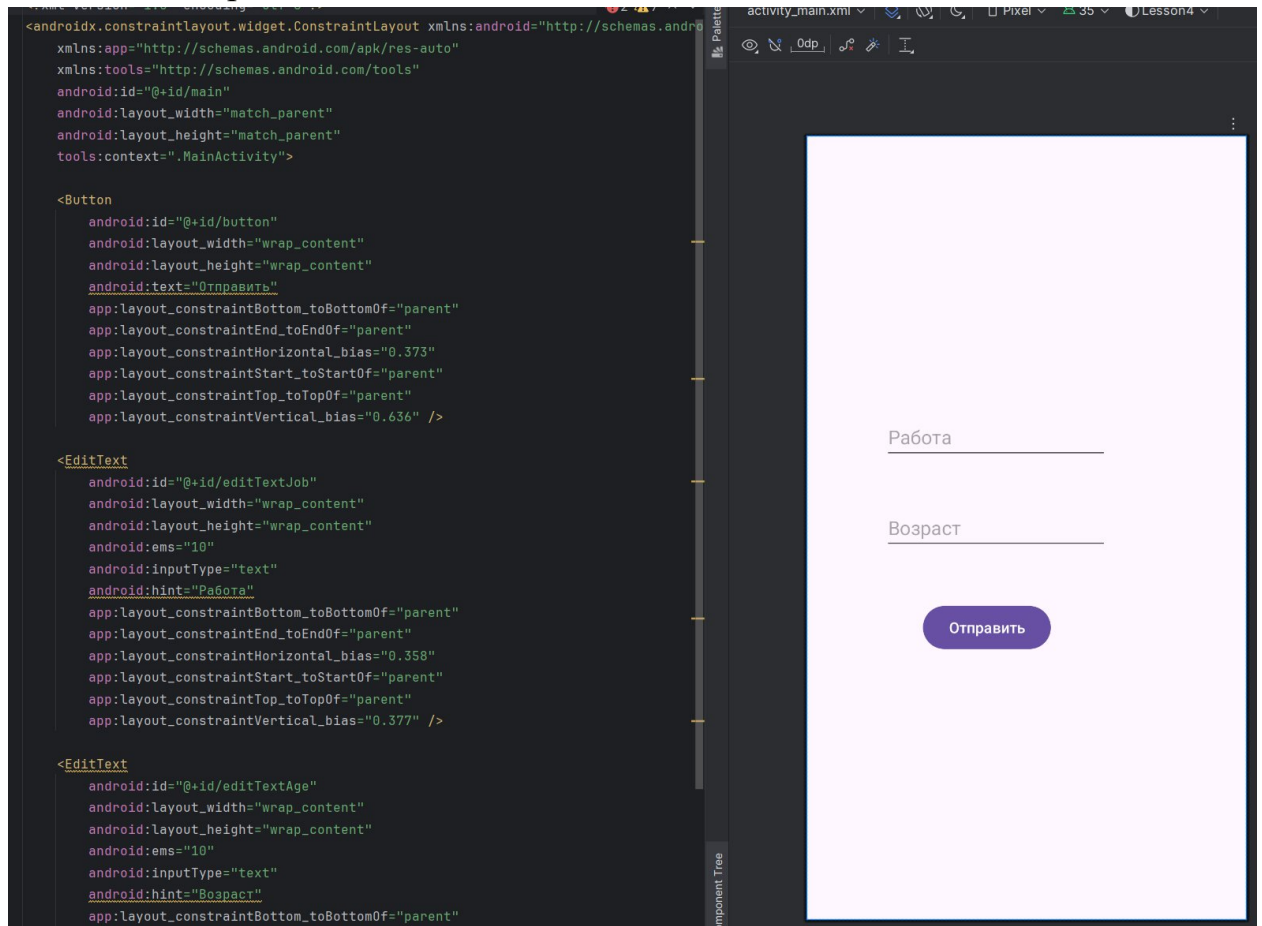 <androidx.constraintlayout.widget.ConstraintLayout xmlns:android="http://schemas.andro
xmlns:app="http://schemas.android.com/apk/res-auto"
xmlns:tools="http://schemas.android.com/tools"
android:id="@+id/main"
android:layout_width="match_parent"
android:layout_height="match_parent"
tools:context=".MainActivity">
<Button
android:id="@+id/button"
android:layout_width="wrap_content"
android:layout_height="wrap_content"
android:text="Отправить"
app:layout_constraintBottom_toBottomOf="parent"
app:layout_constraintEnd_toEndOf="parent"
app:layout_constraintHorizontal_bias="0.373"
app:layout_constraintStart_toStartOf="parent"
app:layout_constraintTop_toTopOf="parent"
app:layout_constraintVertical_bias="0.636" />
<EditText
android:id="@+id/editTextJob"
android:layout_width="wrap_content"
android:layout_height="wrap_content"
android:ems="10"
android:inputType="text"
android:hint="Работа"
app:layout_constraintBottom_toBottomOf="parent"
app:layout_constraintEnd_toEndOf="parent"
app:layout_constraintHorizontal_bias="0.358"
app:layout_constraintStart_toStartOf="parent"
app:layout_constraintTop_toTopOf="parent"
app:layout_constraintVertical_bias="0.377" />
<EditText
android:id="@+id/editTextAge"
android:layout_width="wrap_content"
android:layout_height="wrap_content"
android:ems="10"
android:inputType="text"
android:hint="Возраст"
app:layout_constraintBottom_toBottomOf="parent"
Palette
omponent Tree
activity_main.xml Pixel 35 Lesson4
0dp
Работа
Возраст
Отправить